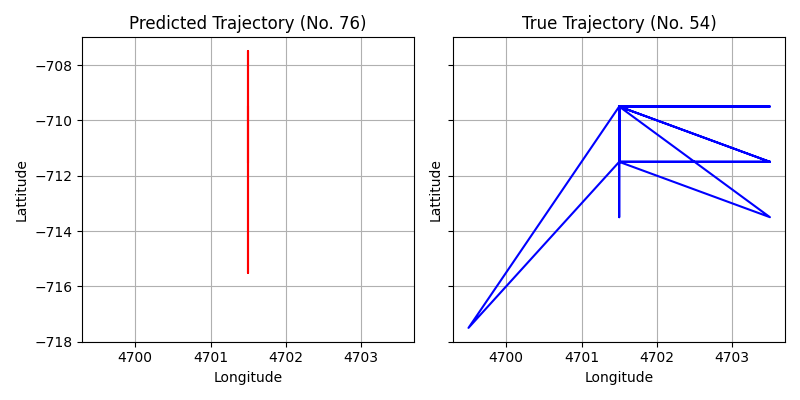 Predicted Trajectory (No. 76)
True Trajectory (No. 54)
−708
−710
−712
−714
−716
−718
Lattitude
Lattitude
4700 4701 4702 4703
4700 4701 4702 4703
Longitude
Longitude